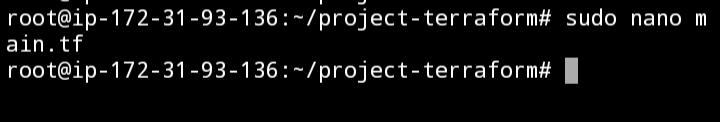 root@ip-172-31-93-136:~/project-terraform# sudo nano m
ain.tf
root@ip-172-31-93-136:~/project-terraform#